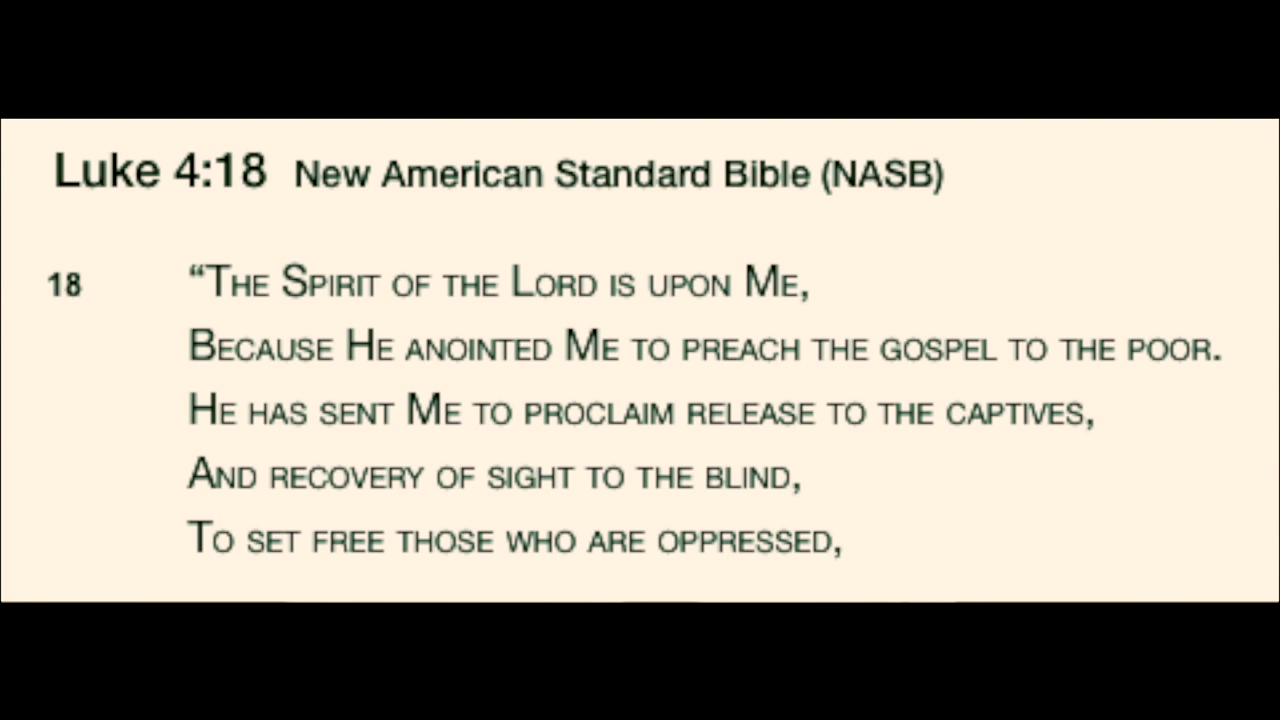 Luke 4:18 New American Standard Bible (NASB)
18 “The Spirit of the Lord is upon Me,
Because He anointed Me to preach the gospel to the poor.
He has sent Me to proclaim release to the captives,
And recovery of sight to the blind,
To set free those who are oppressed,